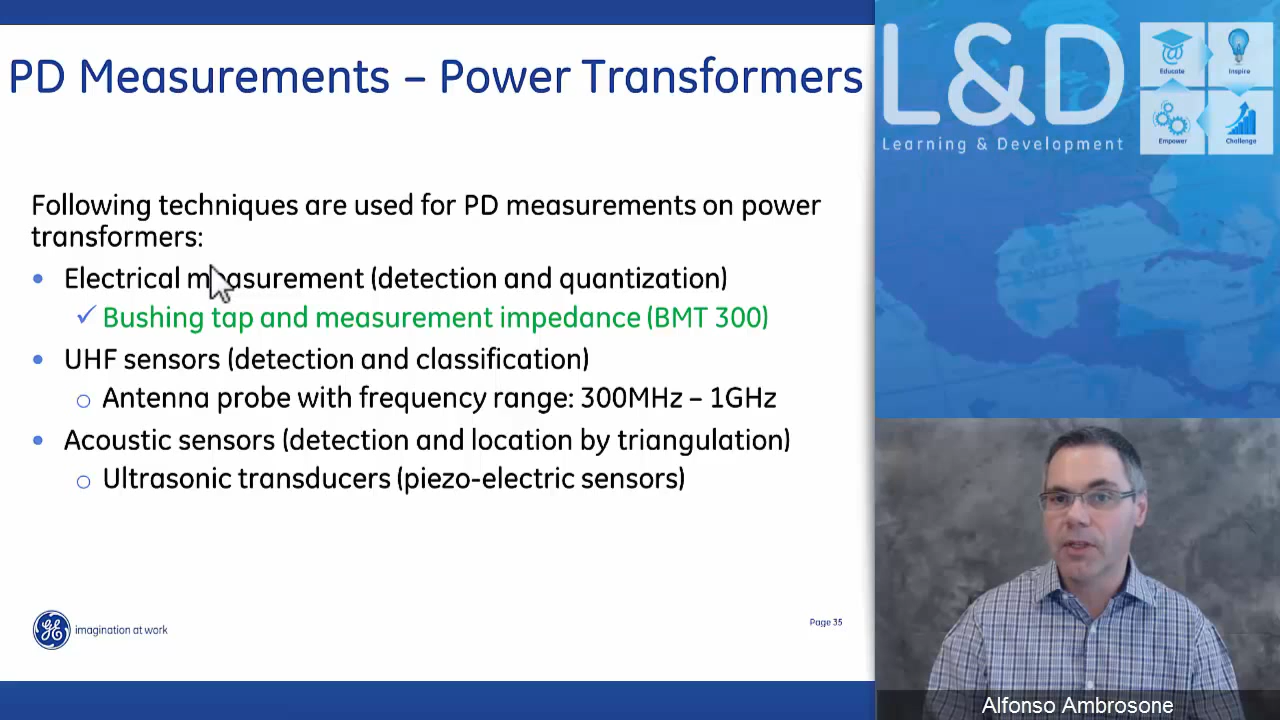 PD Measurements – Power Transformers
Following techniques are used for PD measurements on power
transformers:
• Electrical measurement (detection and quantization)
✓ Bushing tap and measurement impedance (BMT 300)
• UHF sensors (detection and classification)
○ Antenna probe with frequency range: 300MHz – 1GHz
• Acoustic sensors (detection and location by triangulation)
○ Ultrasonic transducers (piezo-electric sensors)
GE imagination at work
Page 35
L&D
Learning & Development
Educate
Inspire
Empower
Challenge
Alfonso Ambrosone